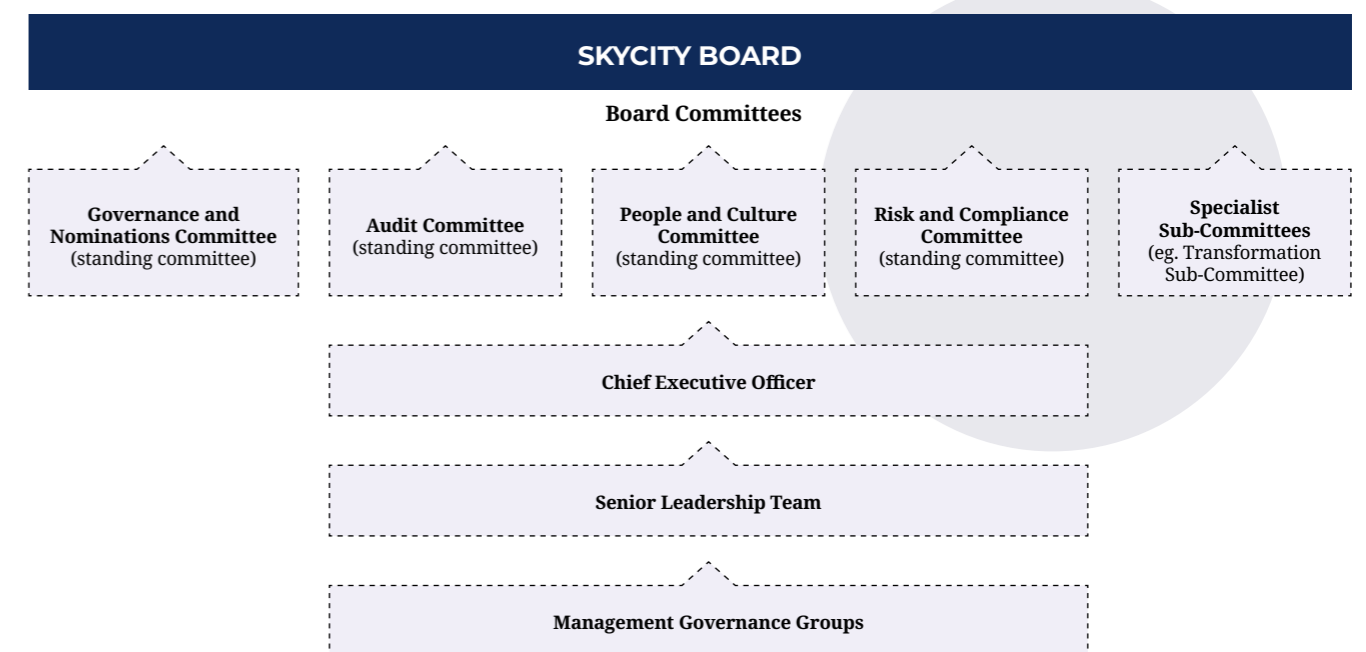 SKYCITY BOARD
Board Committees
Governance and
Nominations Committee
(standing committee)
Audit Committee
(standing committee)
People and Culture
Committee
(standing committee)
Risk and Compliance
Committee
(standing committee)
Specialist
Sub-Committees
(eg. Transformation
Sub-Committee)
Chief Executive Officer
Senior Leadership Team
Management Governance Groups